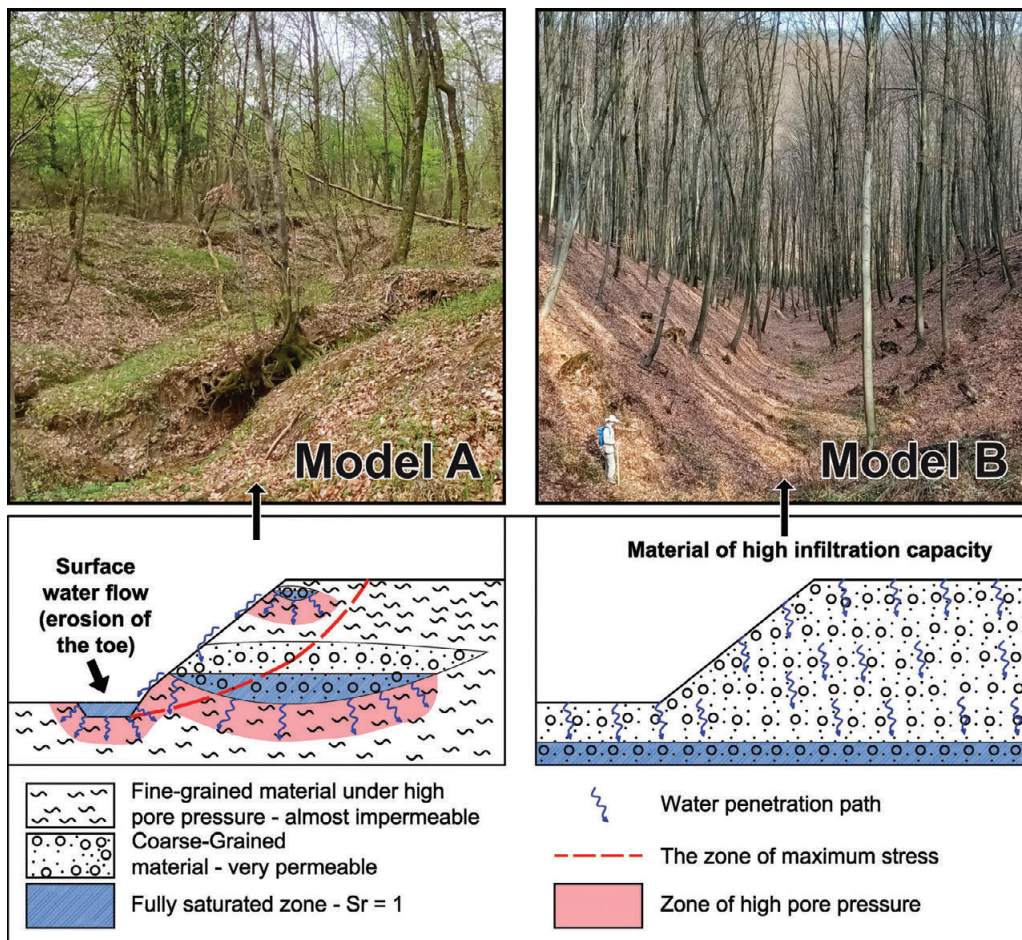 Model A
Model B
Surface
water flow
(erosion of
the toe)
Material of high infiltration capacity
Fine-grained material under high
pore pressure - almost impermeable
Coarse-Grained
material - very permeable
Fully saturated zone - Sr = 1
Water penetration path
The zone of maximum stress
Zone of high pore pressure